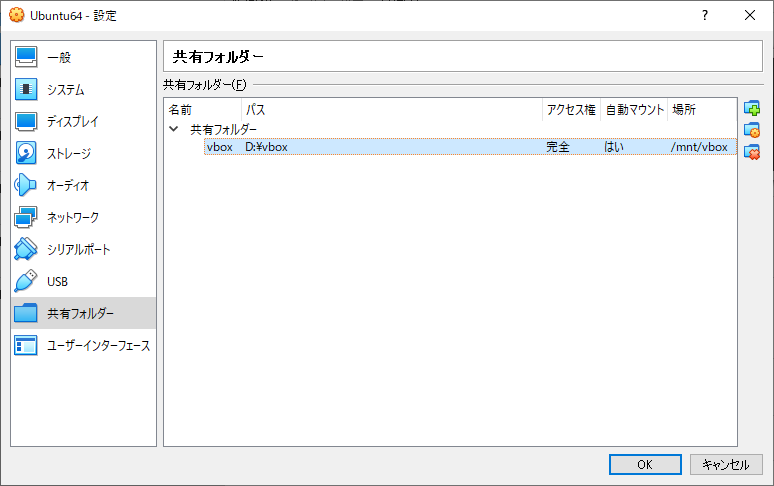 Ubuntu64 - 設定
一般
システム
ディスプレイ
ストレージ
オーディオ
ネットワーク
シリアルポート
USB
共有フォルダー
ユーザーインターフェース
共有フォルダー
共有フォルダー(F)
名前 パス アクセス権 自動マウント 場所
共有フォルダー
vbox D:¥vbox 完全 はい /mnt/vbox
OK キャンセル